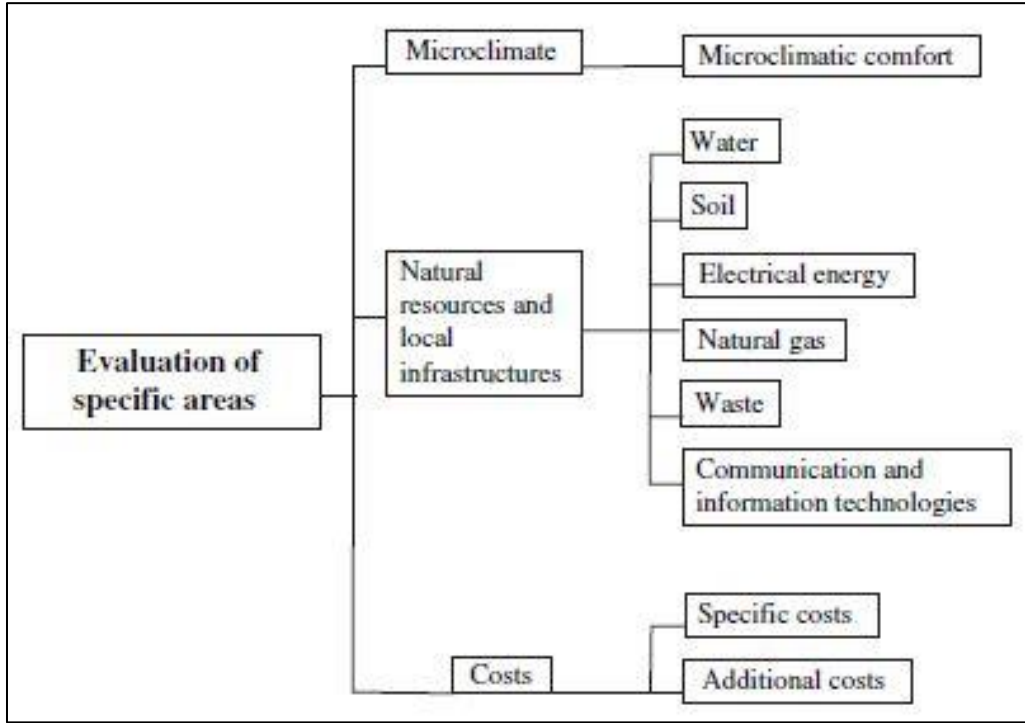 Microclimate
Microclimatic comfort
Water
Soil
Natural
resources and
local
infrastructures
Electrical energy
Natural gas
Evaluation of
specific areas
Waste
Communication and
information technologies
Specific costs
Costs
Additional costs